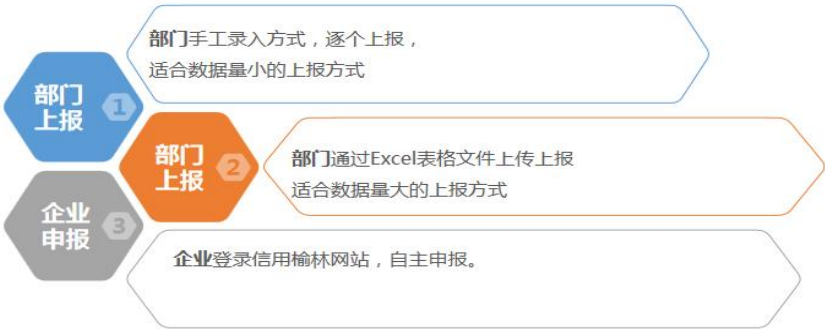 部门手工录入方式，逐个上报，
适合数据量小的上报方式
部门
上报
1
部门
上报
2
部门通过Excel表格文件上传上报
适合数据量大的上报方式
企业
申报
3
企业登录信用榆林网站，自主申报。